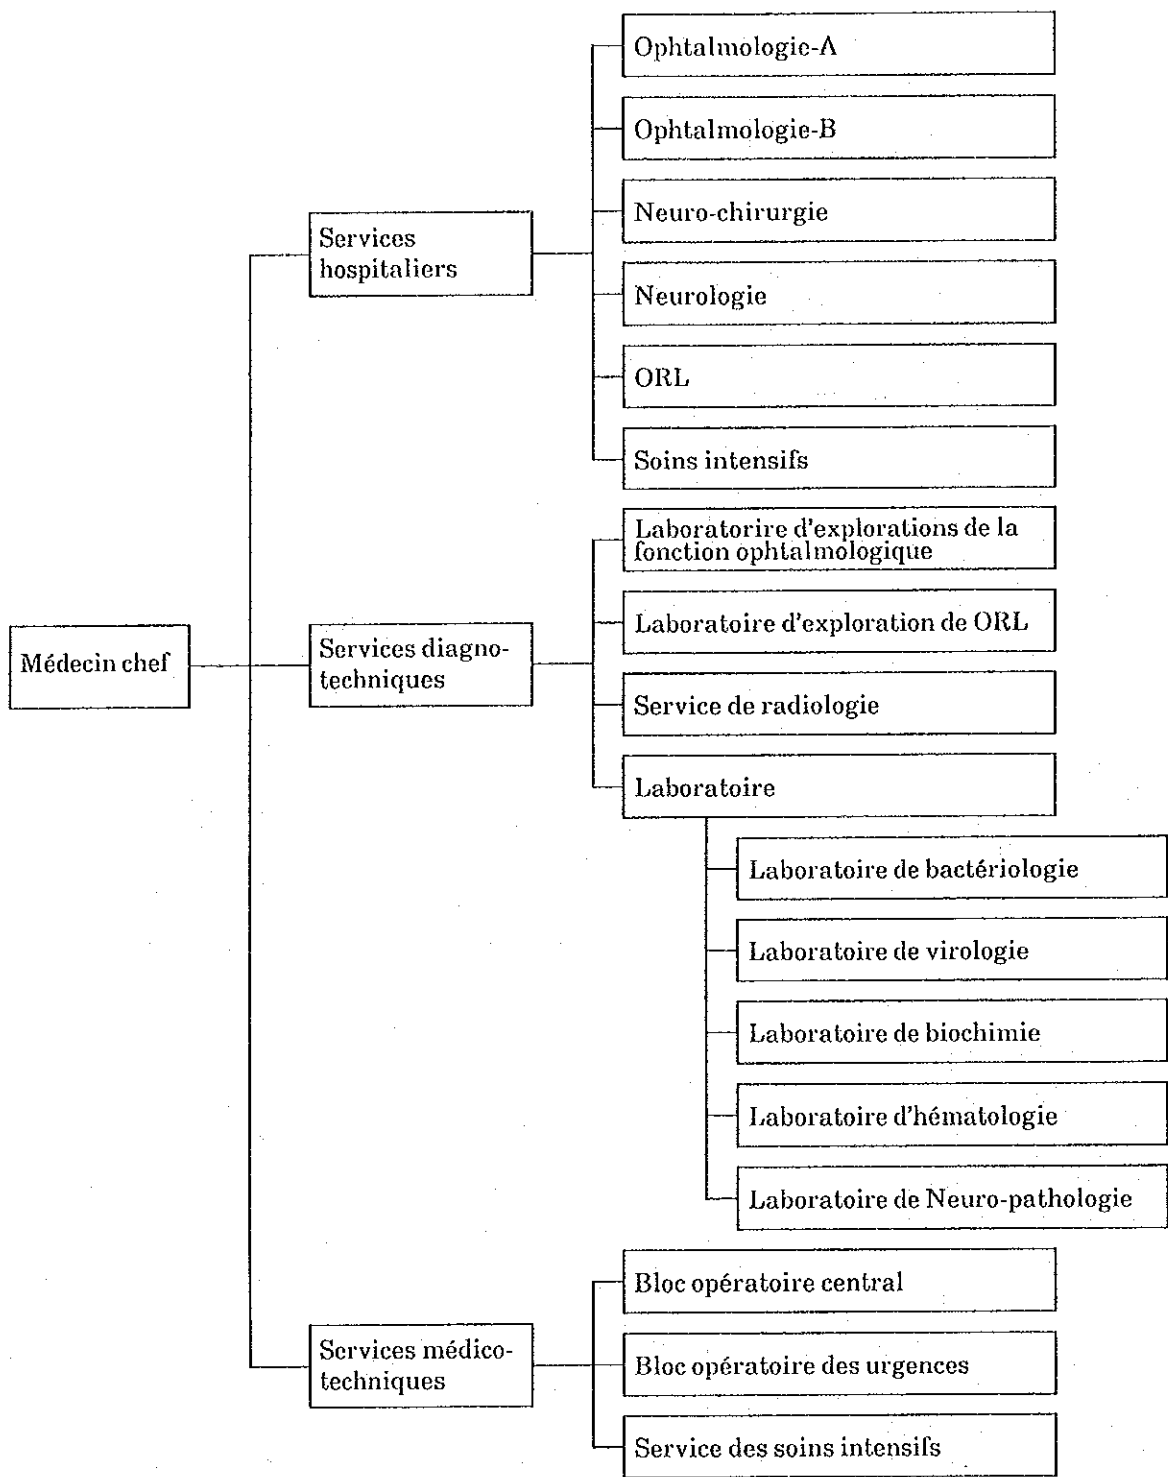 Ophtalmologie-A
Ophtalmologie-B
Neuro-chirurgie
Services
hospitaliers
Neurologie
ORL
Soins intensifs
Laboratorire d'explorations de la
fonction ophtalmologique
Laboratoire d'exploration de ORL
Médecin chef
Services diagno-
techniques
Service de radiologie
Laboratoire
Laboratoire de bactériologie
Laboratoire de virologie
Laboratoire de biochimie
Laboratoire d'hématologie
Laboratoire de Neuro-pathologie
Bloc opératoire central
Services médico-
techniques
Bloc opératoire des urgences
Service des soins intensifs